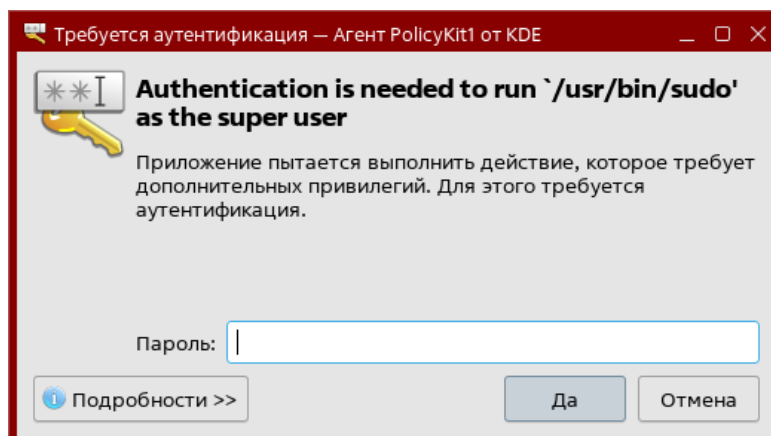 Требуется аутентификация — Агент PolicyKit1 от KDE
Authentication is needed to run `/usr/bin/sudo'
as the super user
Приложение пытается выполнить действие, которое требует
дополнительных привилегий. Для этого требуется
аутентификация.
Пароль:
Подробности >>
Да
Отмена